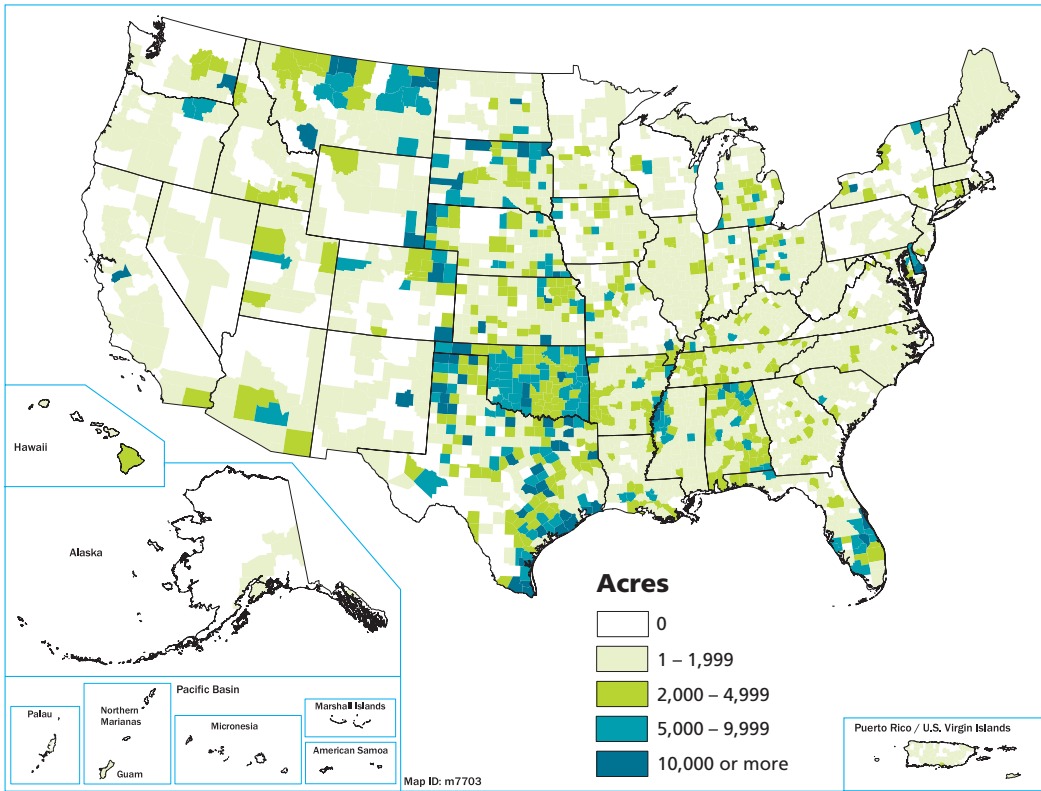 Hawaii
Alaska
Acres
0
1 – 1,999
2,000 – 4,999
5,000 – 9,999
10,000 or more
Pacific Basin
Palau
Northern
Marianas
Guam
Micronesia
Marshall Islands
American Samoa
Map ID: m7703
Puerto Rico / U.S. Virgin Islands